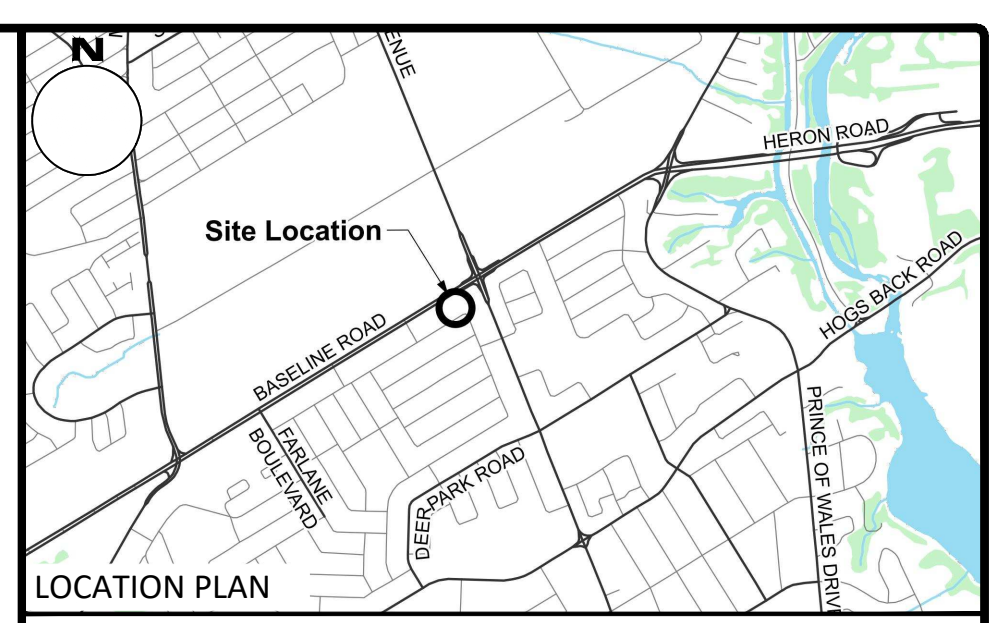 N
ENUE
HERON ROAD
Site Location
HOGS BACK ROAD
BASELINE ROAD
FARLANE
BOULEVARD
DEER PARK ROAD
PRINCE OF WALES DRIVE
LOCATION PLAN